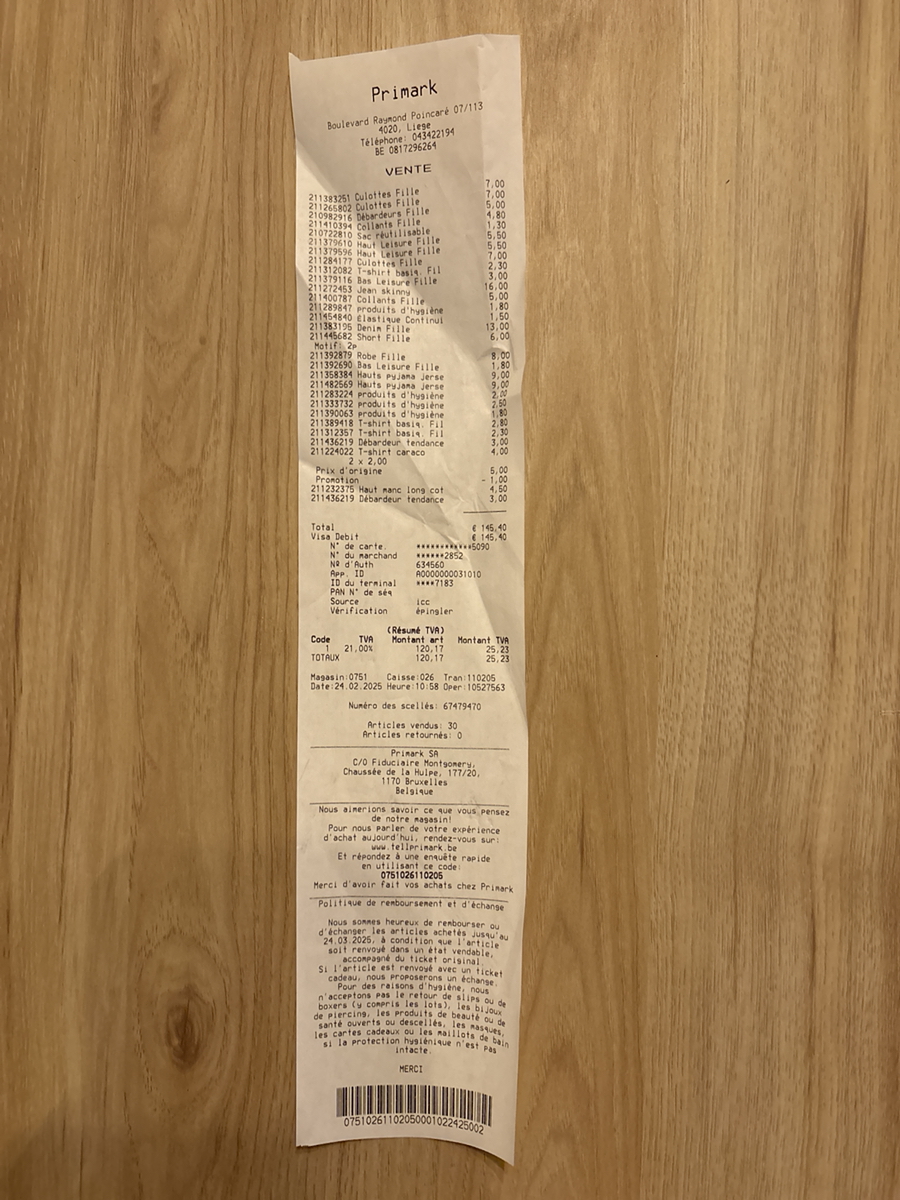 Primark
Boulevard Raymond Poincaré 07/113
4020, Liege
Téléphone: 043422194
BE 0817296264
VENTE
211383251 Culottes Fille 7,00
211265802 Culottes Fille 7,00
210982916 Débardeurs Fille 5,00
211410394 Collants Fille 4,80
210722810 Sac réutilisable 1,30
211379610 Haut Leisure Fille 5,50
211379596 Haut Leisure Fille 5,50
211284177 Culottes Fille 7,00
211312082 T-shirt basiq. Fil 2,30
211379116 Bas Leisure Fille 3,00
211272453 Jean skinny 16,00
211400787 Collants Fille 5,00
211289847 produits d'hygiène 1,80
211454840 Élastique Continui 1,50
211383195 Denim Fille 13,00
211445682 Short Fille 6,00
Motif: 2P
211392879 Robe Fille 8,00
211392690 Bas Leisure Fille 1,80
211358384 Hauts pyjama Jerse 9,00
211482569 Hauts pyjama Jerse 9,00
211283224 produits d'hygiène 2,00
211333732 produits d'hygiène 2,50
211390063 produits d'hygiène 1,80
211389418 T-shirt basiq. Fil 2,80
211312357 T-shirt basiq. Fil 2,30
211436219 Débardeur tendance 3,00
211224022 T-shirt caraco 4,00
2 x 2,00
Prix d'origine 5,00
Promotion - 1,00
211232375 Haut manc long cot 4,50
211436219 Débardeur tendance 3,00
Total € 145,40
Visa Debit € 145,40
N° de carte. ************5090
N° du marchand ******2852
Nº d'Auth 634560
App. ID A0000000031010
ID du terminal ****7183
PAN N° de séq
Source icc
Vérification épingler
(Résumé TVA)
Code TVA Montant art Montant TVA
1 21,00% 120,17 25,23
TOTAUX 120,17 25,23
Magasin:0751 Caisse:026 Tran:110205
Date:24.02.2025 Heure:10:58 Oper:10527563
Numéro des scellés: 67479470
Articles vendus: 30
Articles retournés: 0
Primark SA
C/O Fiduciaire Montgomery,
Chaussée de la Hulpe, 177/20,
1170 Bruxelles
Belgique
Nous aimerions savoir ce que vous pensez
de notre magasin!
Pour nous parler de votre expérience
d'achat aujourd'hui, rendez-vous sur:
www.tellprimark.be
Et répondez à une enquête rapide
en utilisant ce code:
0751026110205
Merci d'avoir fait vos achats chez Primark
Politique de remboursement et d'échange
Nous sommes heureux de rembourser ou
d'échanger les articles achetés jusqu'au
24.03.2025, à condition que l'article
soit renvoyé dans un état vendable,
accompagné du ticket original.
Si l'article est renvoyé avec un ticket
cadeau, nous proposerons un échange.
Pour des raisons d'hygiène, nous
n'acceptons pas le retour de slips ou de
boxers (y compris les lots), les bijoux
de piercing, les produits de beauté ou de
santé ouverts ou descellés, les masques,
les cartes cadeaux ou les maillots de bain
si la protection hygiénique n'est pas
intacte.
MERCI
07510261102050001022425002